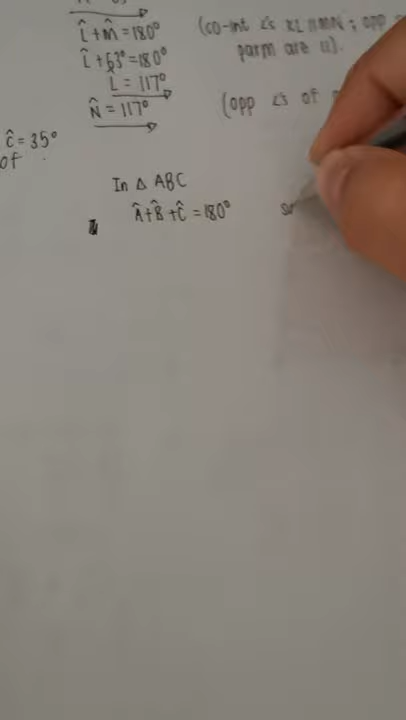 L̂ + M̂ = 180° (co-int ∠s KL || MN ; opp
L̂ + 63° = 180° parm are ||).
L̂ = 117°
N̂ = 117° (opp ∠s of
Ĉ = 35°
of
In △ ABC
Â + B̂ + Ĉ = 180°